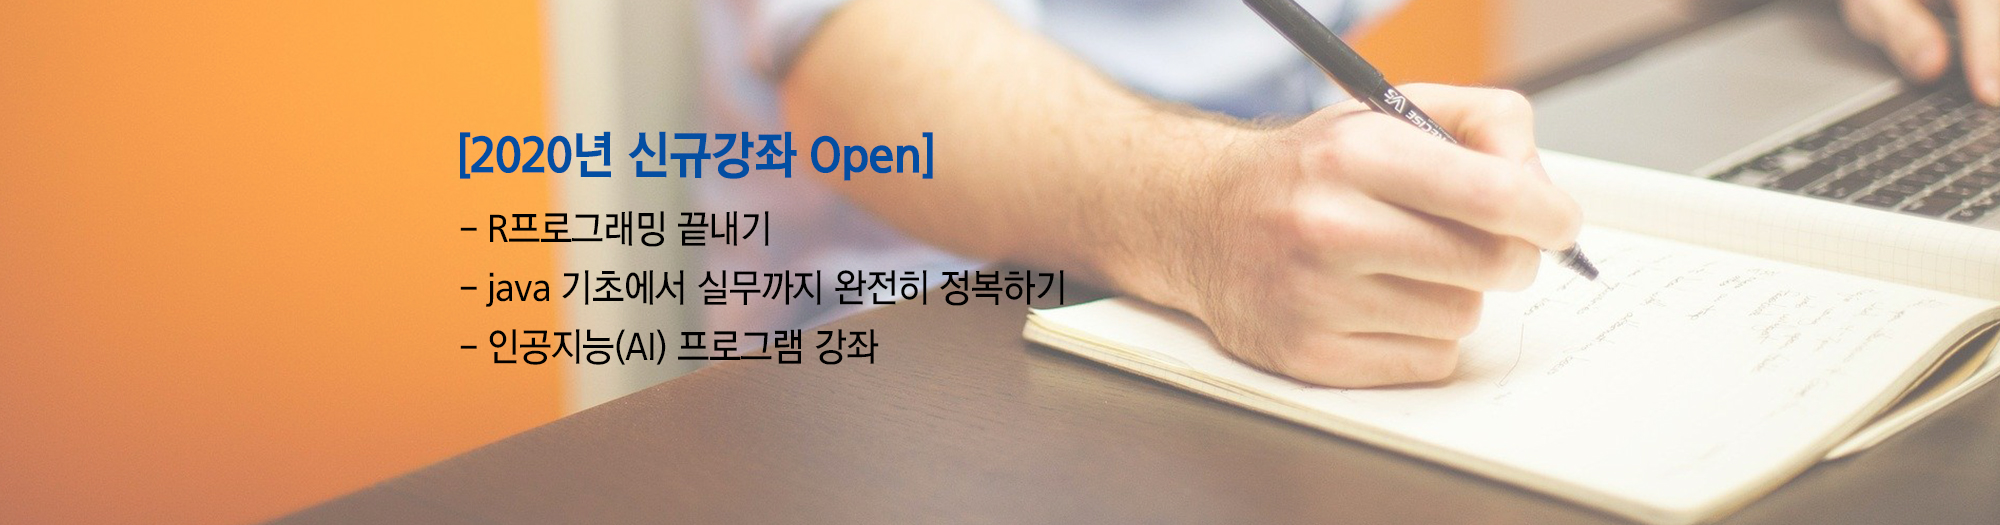 [2020년 신규강좌 Open]
- R프로그래밍 끝내기
- java 기초에서 실무까지 완전히 정복하기
- 인공지능(AI) 프로그램 강좌
V5
PRECISE